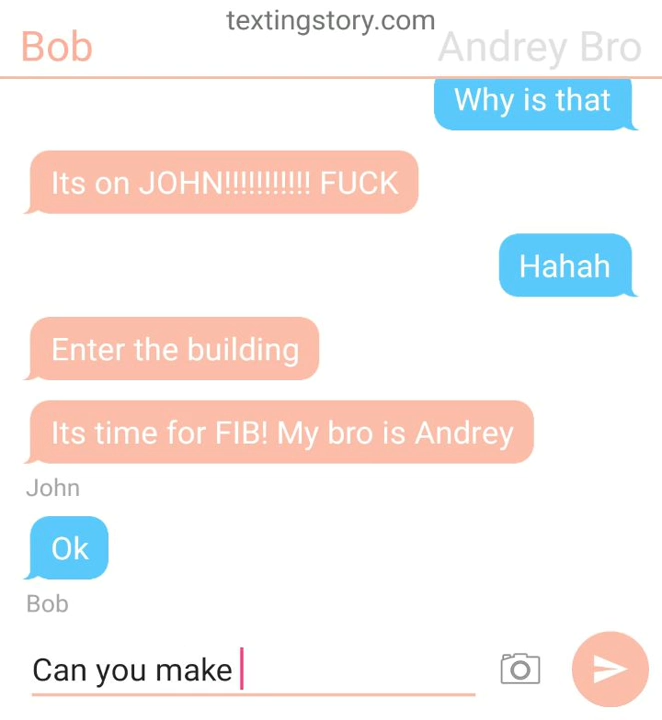 textingstory.com
Bob
Andrey Bro
Why is that
Its on JOHN!!!!!!!!!!! FUCK
Hahah
Enter the building
Its time for FIB! My bro is Andrey
John
Ok
Bob
Can you make